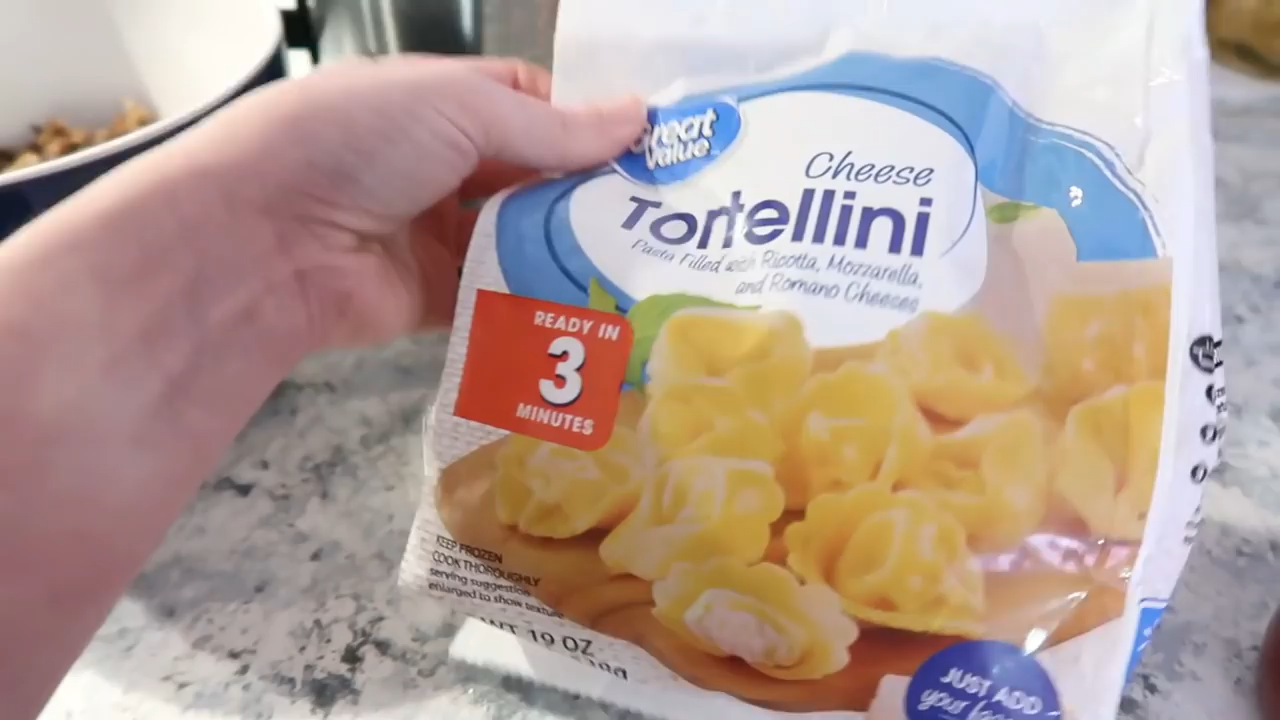 Great
Value
Cheese
Tortellini
Pasta Filled with Ricotta, Mozzarella,
and Romano Cheeses
READY IN
3
MINUTES
KEEP FROZEN
COOK THOROUGHLY
serving suggestion
enlarged to show texture
WT 19 OZ
JUST ADD
your